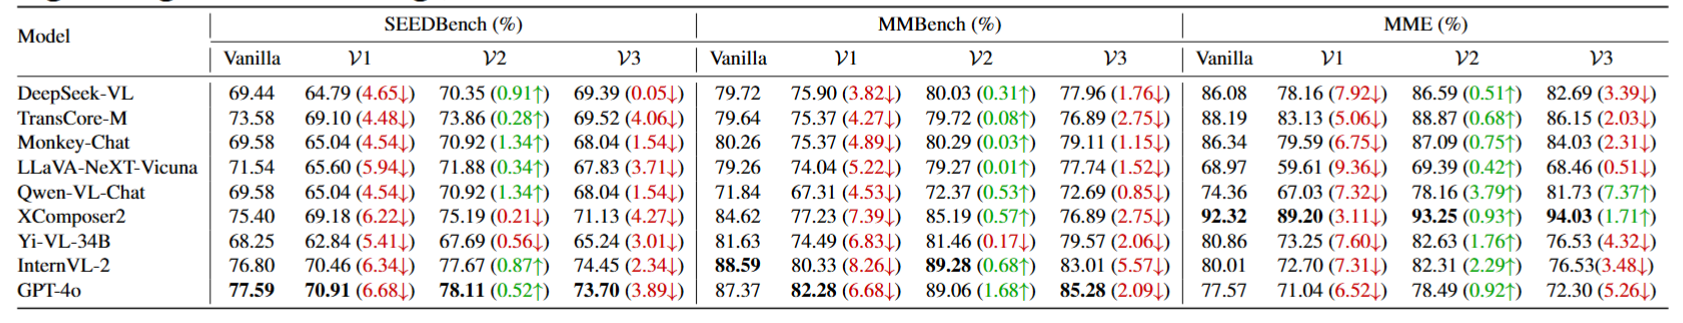 Model SEEDBench (%) MMBench (%) MME (%)
Vanilla 𝒱1 𝒱2 𝒱3 Vanilla 𝒱1 𝒱2 𝒱3 Vanilla 𝒱1 𝒱2 𝒱3
DeepSeek-VL 69.44 64.79 (4.65↓) 70.35 (0.91↑) 69.39 (0.05↓) 79.72 75.90 (3.82↓) 80.03 (0.31↑) 77.96 (1.76↓) 86.08 78.16 (7.92↓) 86.59 (0.51↑) 82.69 (3.39↓)
TransCore-M 73.58 69.10 (4.48↓) 73.86 (0.28↑) 69.52 (4.06↓) 79.64 75.37 (4.27↓) 79.72 (0.08↑) 76.89 (2.75↓) 88.19 83.13 (5.06↓) 88.87 (0.68↑) 86.15 (2.03↓)
Monkey-Chat 69.58 65.04 (4.54↓) 70.92 (1.34↑) 68.04 (1.54↓) 80.26 75.37 (4.89↓) 80.29 (0.03↑) 79.11 (1.15↓) 86.34 79.59 (6.75↓) 87.09 (0.75↑) 84.03 (2.31↓)
LLaVA-NeXT-Vicuna 71.54 65.60 (5.94↓) 71.88 (0.34↑) 67.83 (3.71↓) 79.26 74.04 (5.22↓) 79.27 (0.01↑) 77.74 (1.52↓) 68.97 59.61 (9.36↓) 69.39 (0.42↑) 68.46 (0.51↓)
Qwen-VL-Chat 69.58 65.04 (4.54↓) 70.92 (1.34↑) 68.04 (1.54↓) 71.84 67.31 (4.53↓) 72.37 (0.53↑) 72.69 (0.85↓) 74.36 67.03 (7.32↓) 78.16 (3.79↑) 81.73 (7.37↑)
XComposer2 75.40 69.18 (6.22↓) 75.19 (0.21↓) 71.13 (4.27↓) 84.62 77.23 (7.39↓) 85.19 (0.57↑) 76.89 (2.75↓) 92.32 89.20 (3.11↓) 93.25 (0.93↑) 94.03 (1.71↑)
Yi-VL-34B 68.25 62.84 (5.41↓) 67.69 (0.56↓) 65.24 (3.01↓) 81.63 74.49 (6.83↓) 81.46 (0.17↓) 79.57 (2.06↓) 80.86 73.25 (7.60↓) 82.63 (1.76↑) 76.53 (4.32↓)
InternVL-2 76.80 70.46 (6.34↓) 77.67 (0.87↑) 74.45 (2.34↓) 88.59 80.33 (8.26↓) 89.28 (0.68↑) 83.01 (5.57↓) 80.01 72.70 (7.31↓) 82.31 (2.29↑) 76.53(3.48↓)
GPT-4o 77.59 70.91 (6.68↓) 78.11 (0.52↑) 73.70 (3.89↓) 87.37 82.28 (6.68↓) 89.06 (1.68↑) 85.28 (2.09↓) 77.57 71.04 (6.52↓) 78.49 (0.92↑) 72.30 (5.26↓)